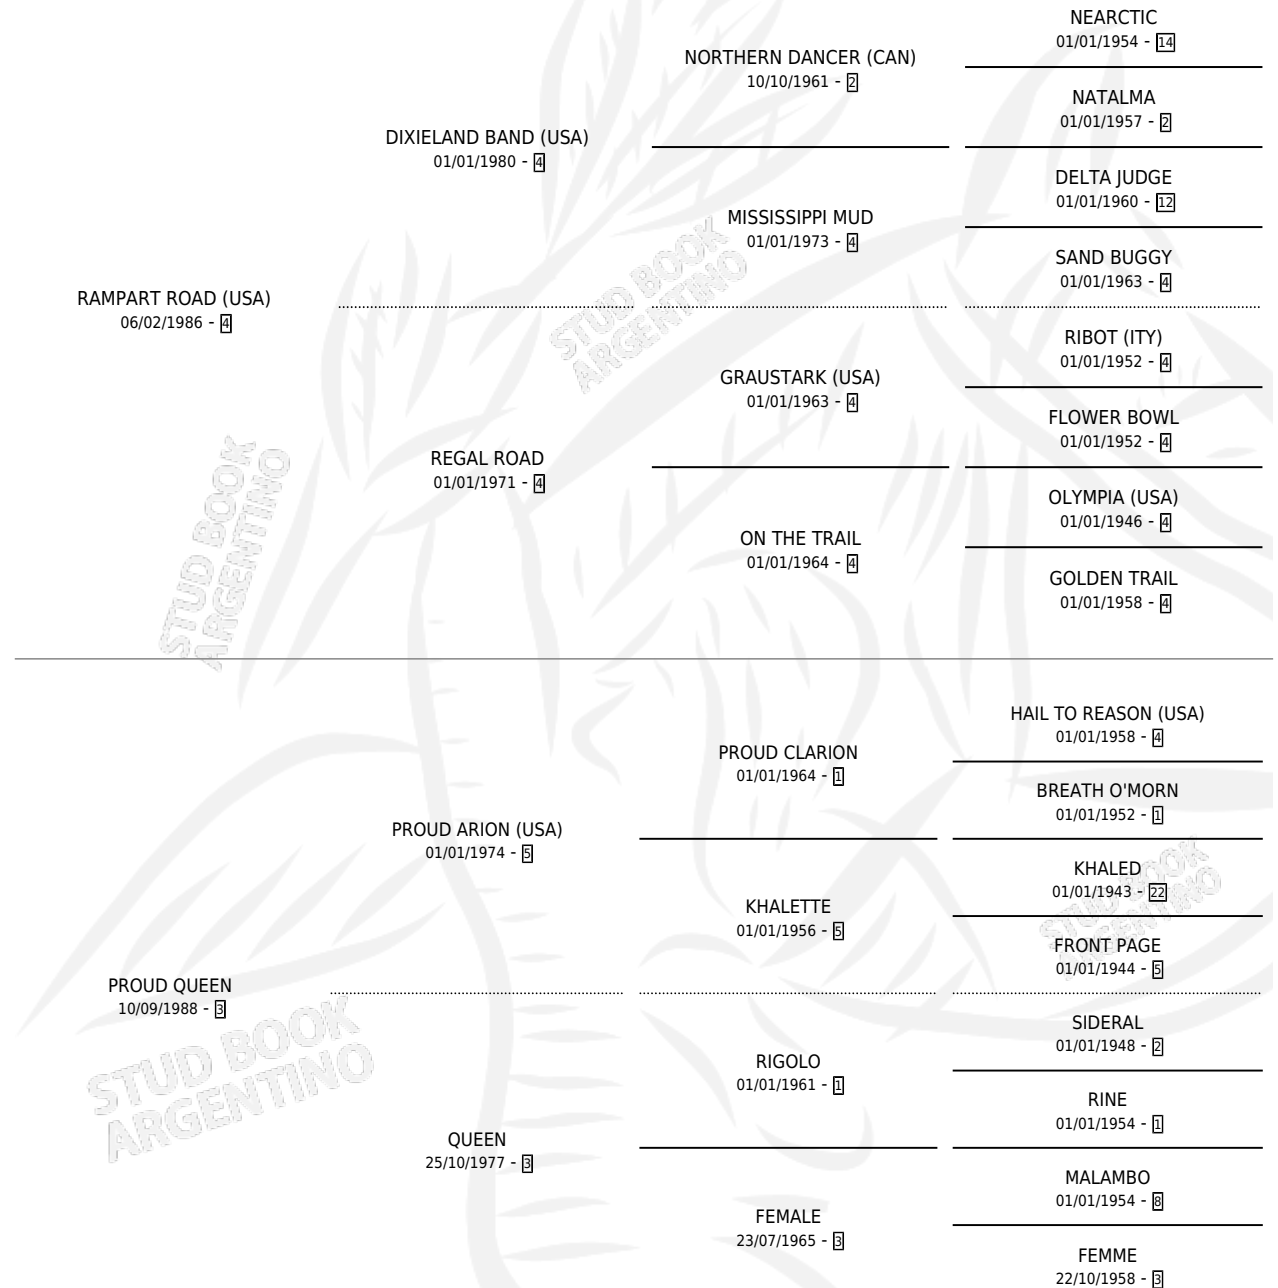 NEARCTIC
01/01/1954 - 14
NORTHERN DANCER (CAN)
10/10/1961 - 2
NATALMA
01/01/1957 - 2
DIXIELAND BAND (USA)
01/01/1980 - 4
DELTA JUDGE
01/01/1960 - 12
MISSISSIPPI MUD
01/01/1973 - 4
SAND BUGGY
01/01/1963 - 4
RAMPART ROAD (USA)
06/02/1986 - 4
STUD BOOK
ARGENTINO
RIBOT (ITY)
01/01/1952 - 4
GRAUSTARK (USA)
01/01/1963 - 4
FLOWER BOWL
01/01/1952 - 4
REGAL ROAD
01/01/1971 - 4
OLYMPIA (USA)
01/01/1946 - 4
ON THE TRAIL
01/01/1964 - 4
GOLDEN TRAIL
01/01/1958 - 4
STUD BOOK
ARGENTINO
HAIL TO REASON (USA)
01/01/1958 - 4
PROUD CLARION
01/01/1964 - 1
BREATH O'MORN
01/01/1952 - 1
PROUD ARION (USA)
01/01/1974 - 5
KHALED
01/01/1943 - 22
KHALETTE
01/01/1956 - 5
STUD BOOK
ARGENTINO
FRONT PAGE
01/01/1944 - 5
PROUD QUEEN
10/09/1988 - 3
STUD BOOK
ARGENTINO
SIDERAL
01/01/1948 - 2
RIGOLO
01/01/1961 - 1
RINE
01/01/1954 - 1
QUEEN
25/10/1977 - 3
MALAMBO
01/01/1954 - 8
FEMALE
23/07/1965 - 3
FEMME
22/10/1958 - 3